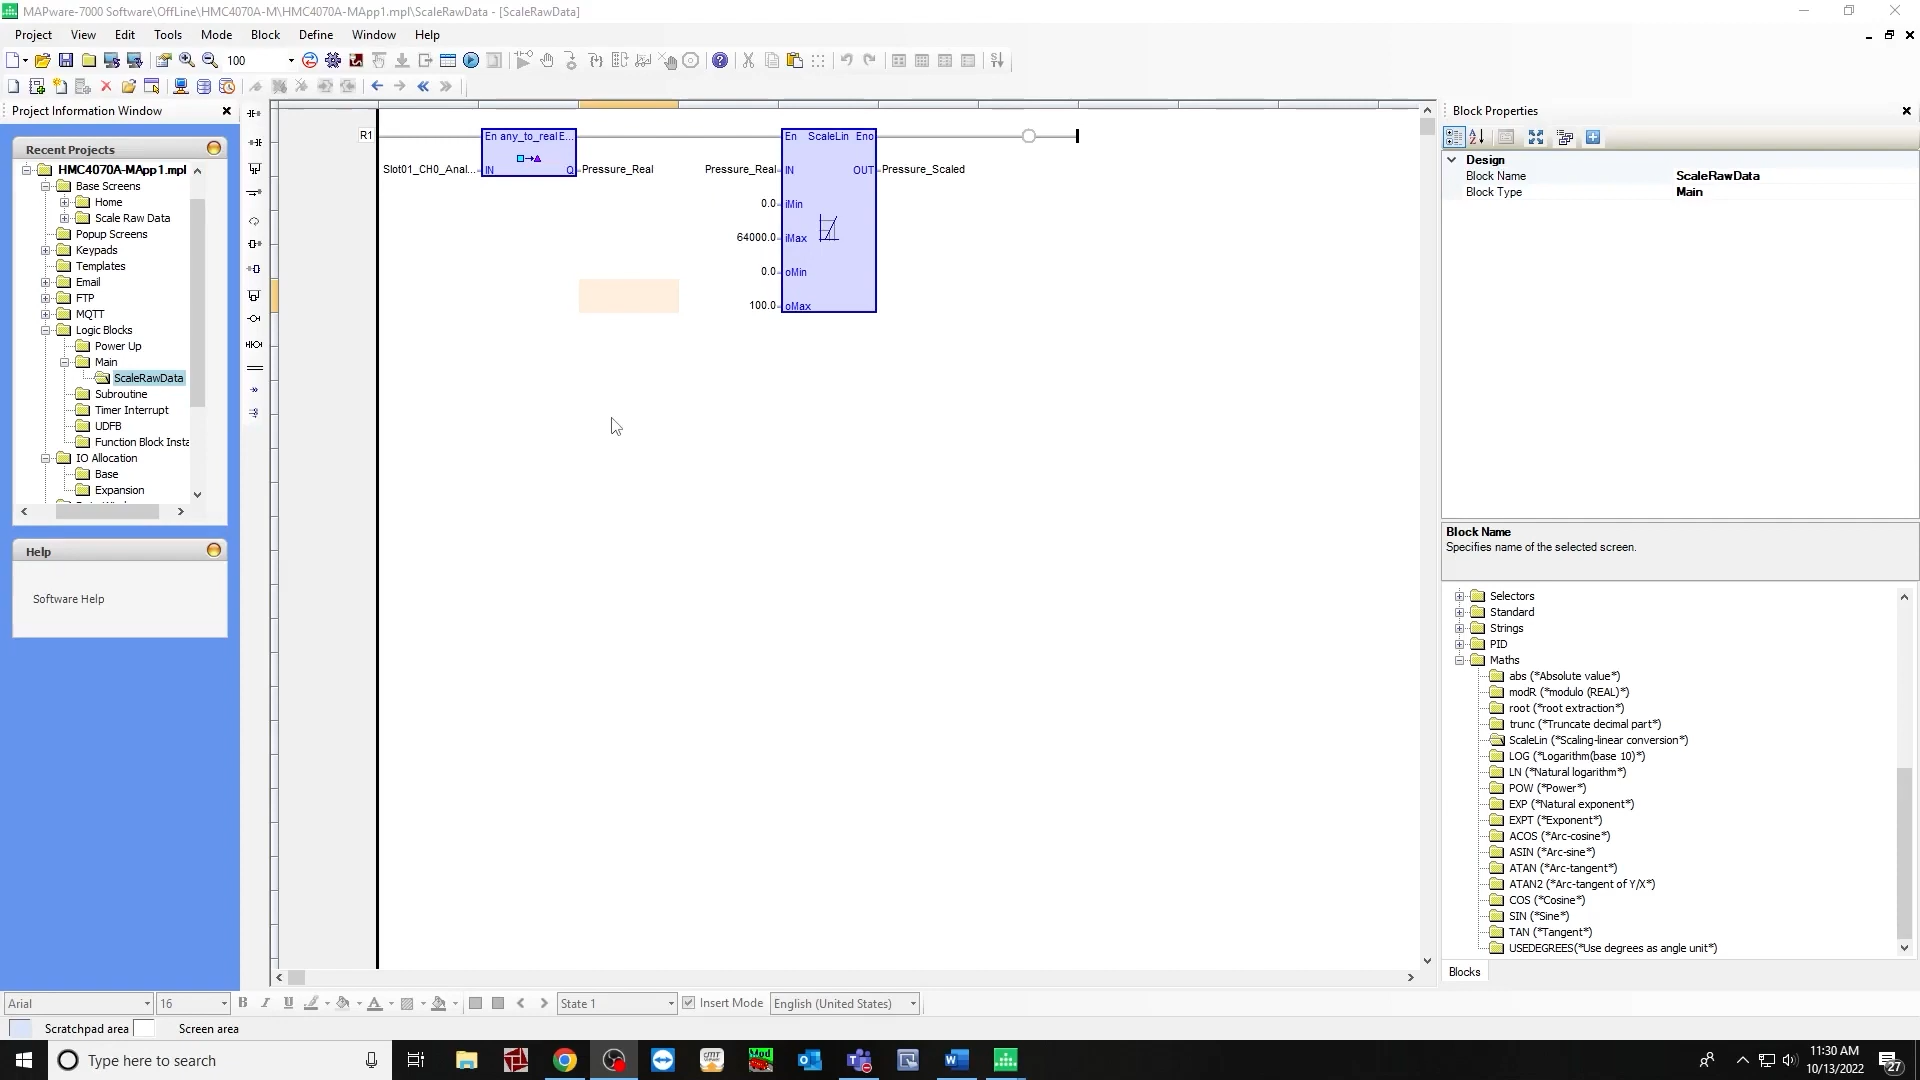 MAPware-7000 Software\OffLine\HMC4070A-M\HMC4070A-MApp1.mpl\ScaleRawData - [ScaleRawData]
Project View Edit Tools Mode Block Define Window Help
100
Project Information Window
Recent Projects
HMC4070A-MApp1.mpl
Base Screens
Home
Scale Raw Data
Popup Screens
Keypads
Templates
Email
FTP
MQTT
Logic Blocks
Power Up
Main
ScaleRawData
Subroutine
Timer Interrupt
UDFB
Function Block Insta
IO Allocation
Base
Expansion
Help
Software Help
R1
En any_to_realE...
Slot01_CH0_Anal... IN Q Pressure_Real
En ScaleLin Eno
Pressure_Real IN OUT Pressure_Scaled
0.0 iMin
64000.0 iMax
0.0 oMin
100.0 oMax
Block Properties
Design
Block Name ScaleRawData
Block Type Main
Block Name
Specifies name of the selected screen.
Selectors
Standard
Strings
PID
Maths
abs (*Absolute value*)
modR (*modulo (REAL)*)
root (*root extraction*)
trunc (*Truncate decimal part*)
ScaleLin (*Scaling-linear conversion*)
LOG (*Logarithm(base 10)*)
LN (*Natural logarithm*)
POW (*Power*)
EXP (*Natural exponent*)
EXPT (*Exponent*)
ACOS (*Arc-cosine*)
ASIN (*Arc-sine*)
ATAN (*Arc-tangent*)
ATAN2 (*Arc-tangent of Y/X*)
COS (*Cosine*)
SIN (*Sine*)
TAN (*Tangent*)
USEDEGREES(*Use degrees as angle unit*)
Blocks
Arial 16 B I U A State 1 Insert Mode English (United States)
Scratchpad area Screen area
Type here to search
11:30 AM
10/13/2022
27